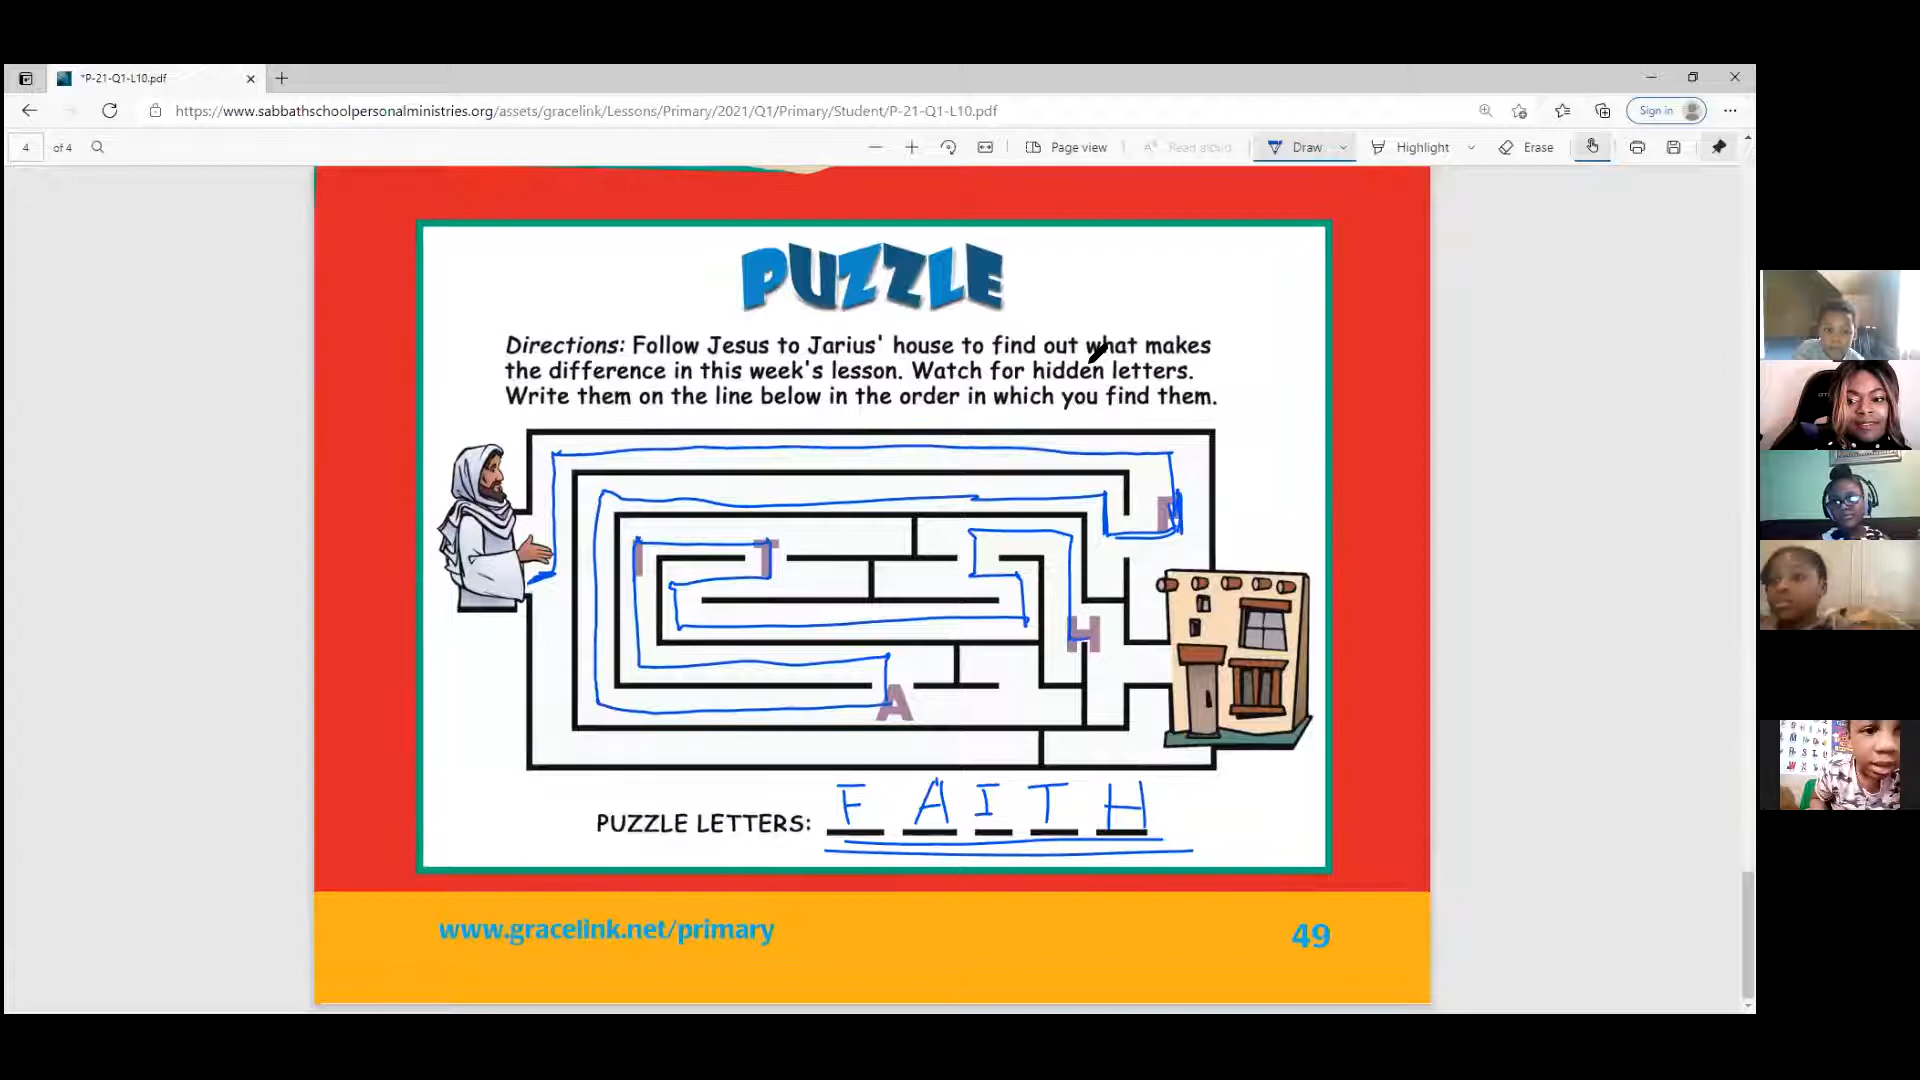 *P-21-Q1-L10.pdf
https://www.sabbathschoolpersonalministries.org/assets/gracelink/Lessons/Primary/2021/Q1/Primary/Student/P-21-Q1-L10.pdf
Sign in
4 of 4
Page view
Read aloud
Draw
Highlight
Erase
PUZZLE
Directions: Follow Jesus to Jarius' house to find out what makes
the difference in this week's lesson. Watch for hidden letters.
Write them on the line below in the order in which you find them.
F
I T
H
A
PUZZLE LETTERS: F A I T H
www.gracelink.net/primary
49